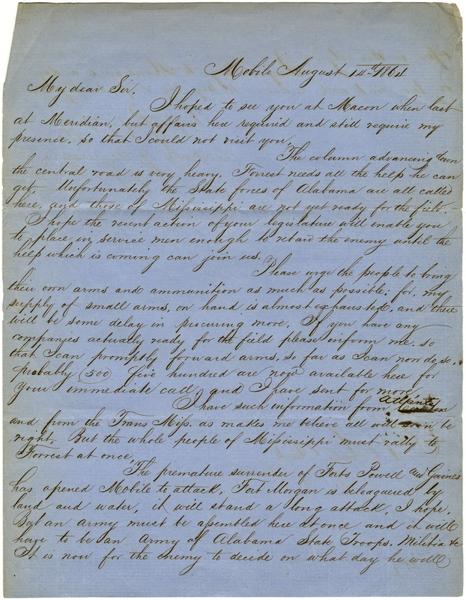 Mobile August 14th 1864
My dear Sir,
I hoped to see you at Macon when last
at Meridian, but affairs here required and still require my
presence, so that I could not visit you.
The column advancing down
the central road is very heavy. Forrest needs all the help he can
get. Unfortunately the State forces of Alabama are all called
here, and those of Mississippi are not yet ready for the field.
I hope the recent action of your legislature will enable you
to place in service men enough to retard the enemy until the
help which is coming can join us.
Please urge the people to bring
their own arms and ammunition as much as possible; for, my
supply of small arms, on hand is almost exhausted, and there
will be some delay in procuring more. If you have any
companies actually ready for the field please inform me. so
that I can promptly forward arms, so far as I can now do so.
probably 500 Five hundred are now available here for
your immediate call, and I have sent for more.
I have such information from Atlanta
and from the Trans Miss. as makes me believe all will soon be
right. But the whole people of Mississippi must rally to
Forrest at once.
The premature surrender of Forts Powell and Gaines
has opened Mobile to attack. Fort Morgan is beleaguered by
land and water, it will stand a long attack, I hope.
But an army must be assembled here at once and it will
have to be an Army of Alabama State Troops. Militia &c
It is now for the enemy to decide on what day he will